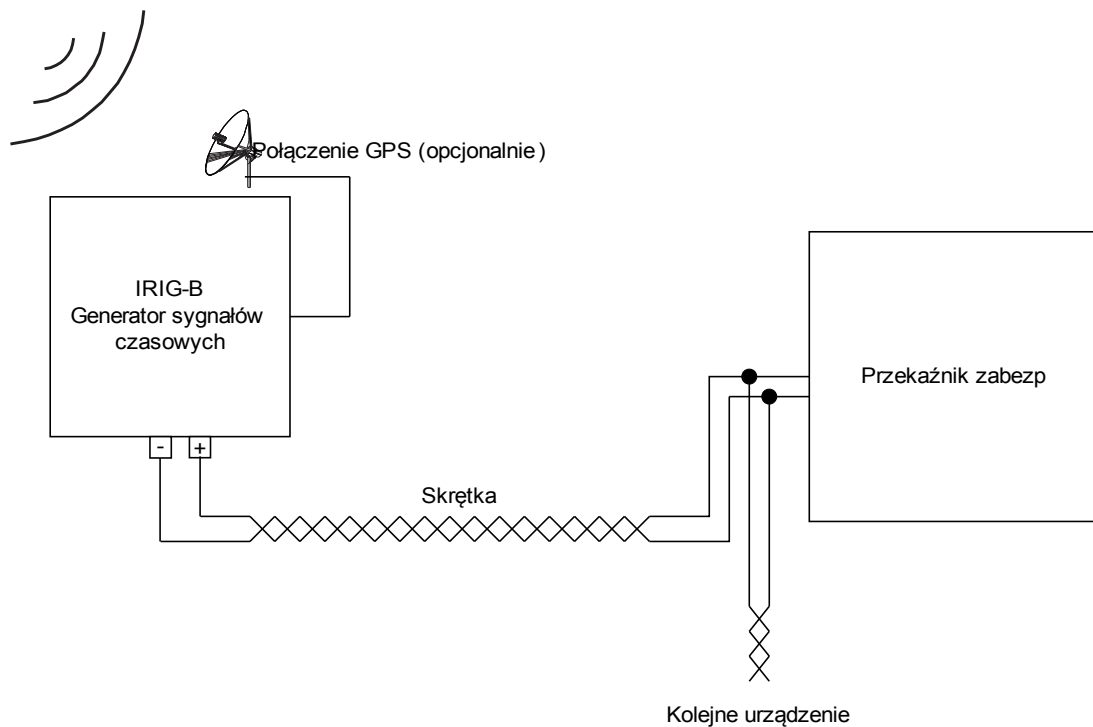 Połączenie GPS (opcjonalnie)
IRIG-B
Generator sygnałów
czasowych
Przekaźnik zabezp
- +
Skrętka
Kolejne urządzenie